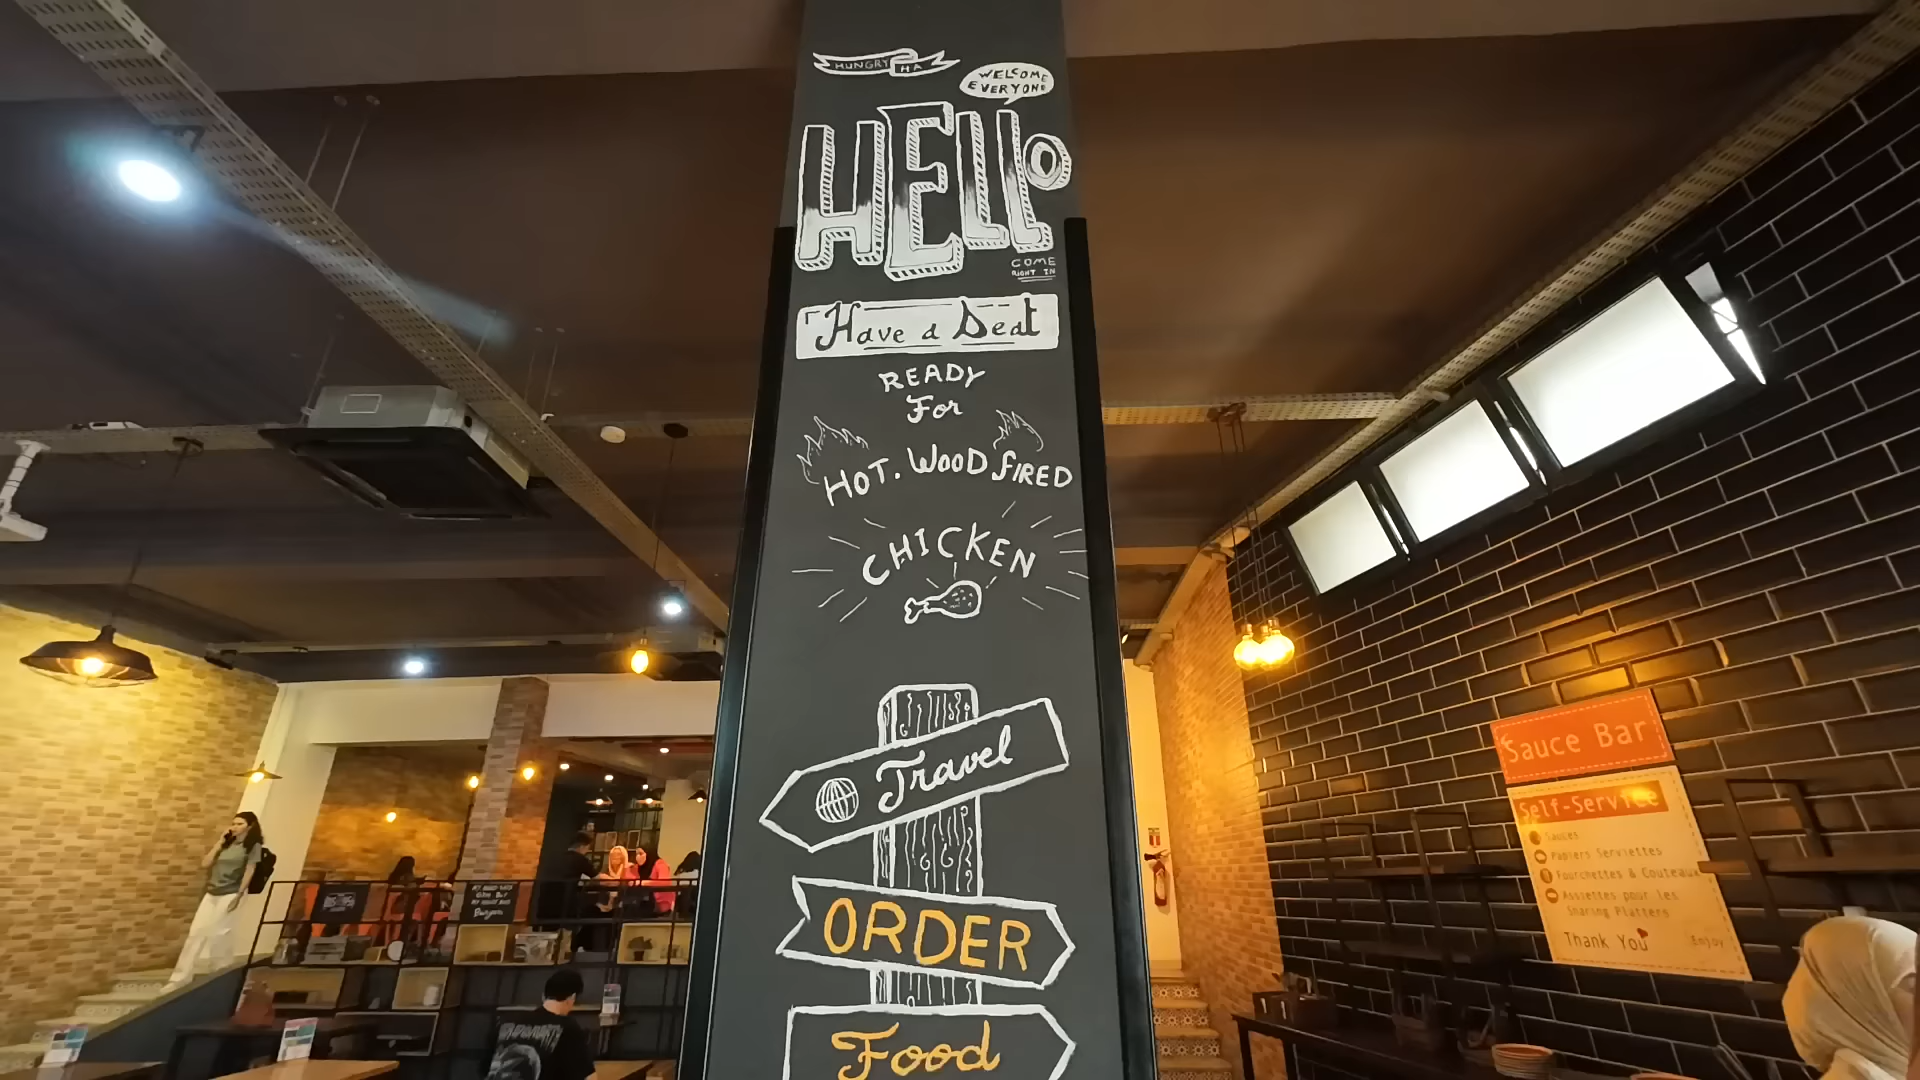 HUNGRY HA
WELCOME
EVERYONE
HELLO
COME
RIGHT IN
Have a Seat
READY
For
HOT. WOOD FIRED
CHICKEN
Travel
ORDER
Food
Sauce Bar
Self-Service
Sauces
Papiers Serviettes
Fourchettes & Couteaux
Assiettes pour les
Sharing Platters
Thank You
Enjoy